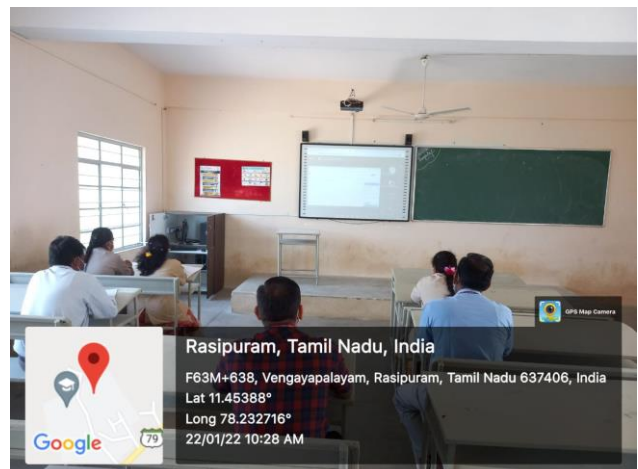 GPS Map Camera
Rasipuram, Tamil Nadu, India
F63M+638, Vengayapalayam, Rasipuram, Tamil Nadu 637406, India
Lat 11.45388°
Long 78.232716°
22/01/22 10:28 AM
Google
79